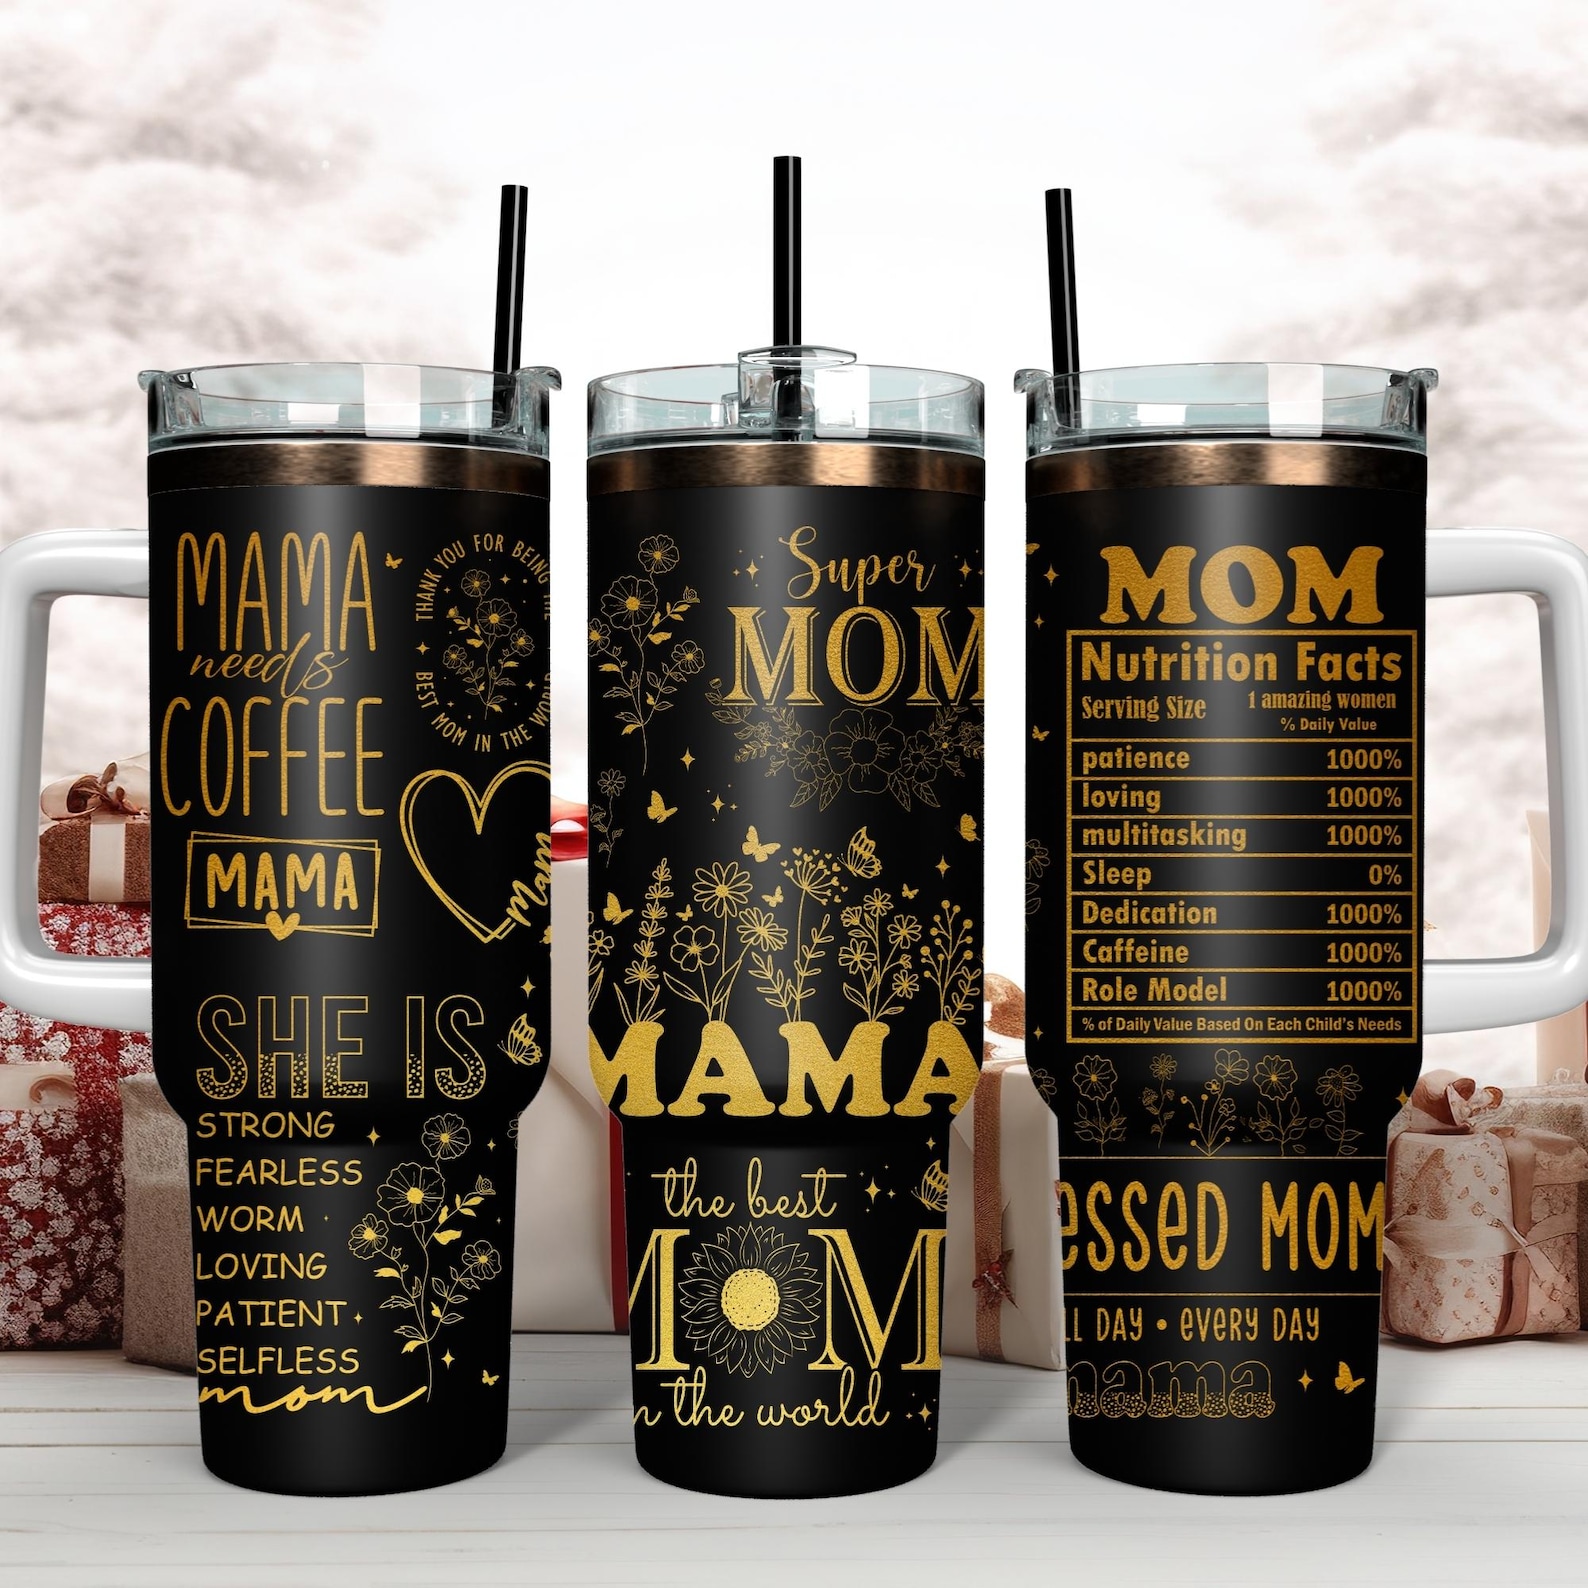 MAMA
needs
COFFEE
THANK YOU FOR BEING THE
BEST MOM IN THE WORLD
MAMA
Mam
SHE IS
STRONG
FEARLESS
WORM
LOVING
PATIENT
SELFLESS
mom
Super
MOM
MAMA
the best
MOM
in the world
MOM
Nutrition Facts
Serving Size 1 amazing women
% Daily Value
patience 1000%
loving 1000%
multitasking 1000%
Sleep 0%
Dedication 1000%
Caffeine 1000%
Role Model 1000%
% of Daily Value Based On Each Child's Needs
essed MOM
LL DAY • EVERY DAY
mama